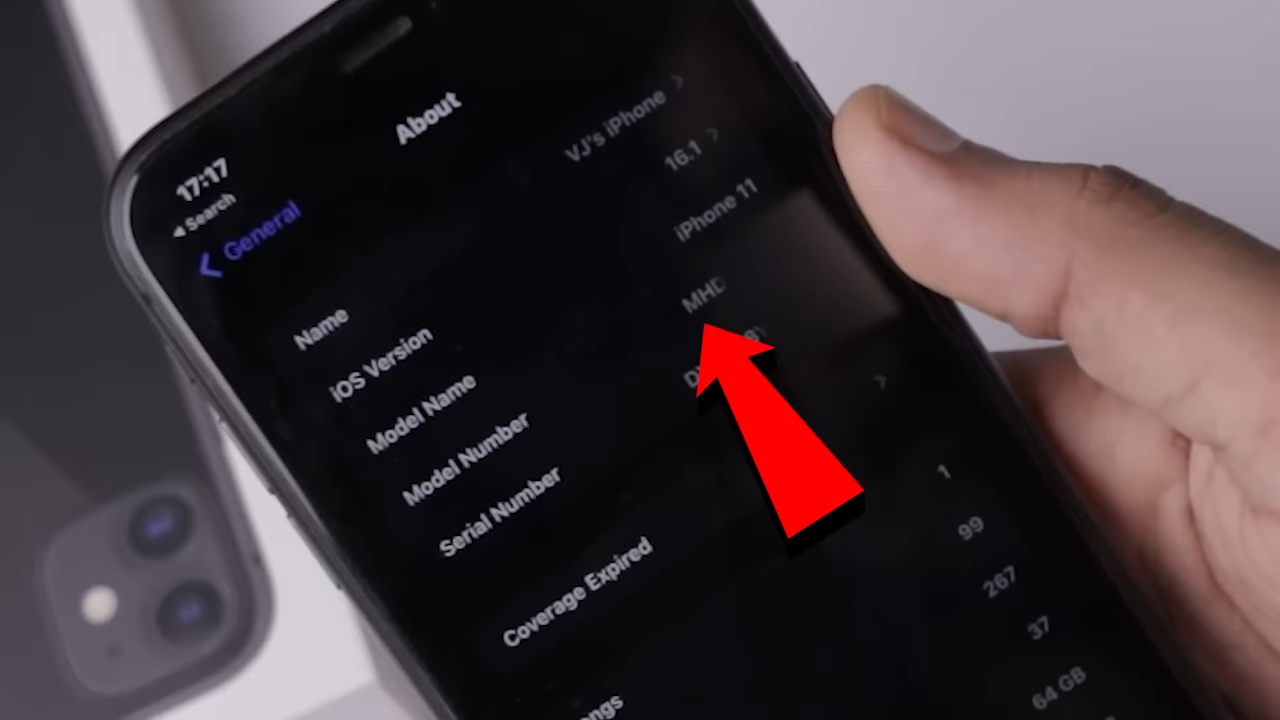 17:17
Search
General
About
Name
VJ's iPhone
iOS Version
16.1
Model Name
iPhone 11
Model Number
MHD
Serial Number
Coverage Expired
1
99
267
37
64 GB